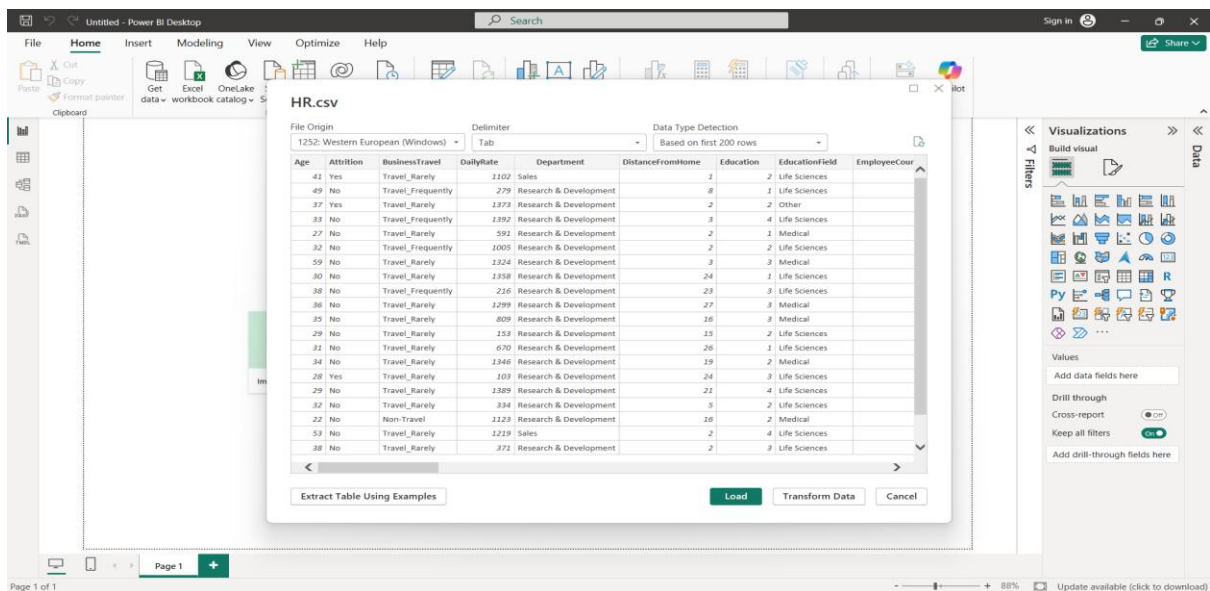 Untitled - Power BI Desktop
Search
Sign in
File Home Insert Modeling View Optimize Help
Share
Paste
Cut
Copy
Format painter
Clipboard
Get data
Excel workbook
OneLake catalog
HR.csv
File Origin Delimiter Data Type Detection
1252: Western European (Windows) Tab Based on first 200 rows
Age Attrition BusinessTravel DailyRate Department DistanceFromHome Education EducationField EmployeeCour
41 Yes Travel_Rarely 1102 Sales 1 2 Life Sciences
49 No Travel_Frequently 279 Research & Development 8 1 Life Sciences
37 Yes Travel_Rarely 1373 Research & Development 2 2 Other
33 No Travel_Frequently 1392 Research & Development 3 4 Life Sciences
27 No Travel_Rarely 591 Research & Development 2 1 Medical
32 No Travel_Frequently 1005 Research & Development 2 2 Life Sciences
59 No Travel_Rarely 1324 Research & Development 3 3 Medical
30 No Travel_Rarely 1358 Research & Development 24 1 Life Sciences
38 No Travel_Frequently 216 Research & Development 23 3 Life Sciences
36 No Travel_Rarely 1299 Research & Development 27 3 Medical
35 No Travel_Rarely 809 Research & Development 16 3 Medical
29 No Travel_Rarely 153 Research & Development 15 2 Life Sciences
31 No Travel_Rarely 670 Research & Development 26 1 Life Sciences
34 No Travel_Rarely 1346 Research & Development 19 2 Medical
28 Yes Travel_Rarely 103 Research & Development 24 3 Life Sciences
29 No Travel_Rarely 1389 Research & Development 21 4 Life Sciences
32 No Travel_Rarely 334 Research & Development 5 2 Life Sciences
22 No Non-Travel 1123 Research & Development 16 2 Medical
53 No Travel_Rarely 1219 Sales 2 4 Life Sciences
38 No Travel_Rarely 371 Research & Development 2 3 Life Sciences
Extract Table Using Examples Load Transform Data Cancel
Im
Filters
Visualizations
Build visual
Data
R
Py
123
Values
Add data fields here
Drill through
Cross-report Off
Keep all filters On
Add drill-through fields here
Page 1
Page 1 of 1
88%
Update available (click to download)